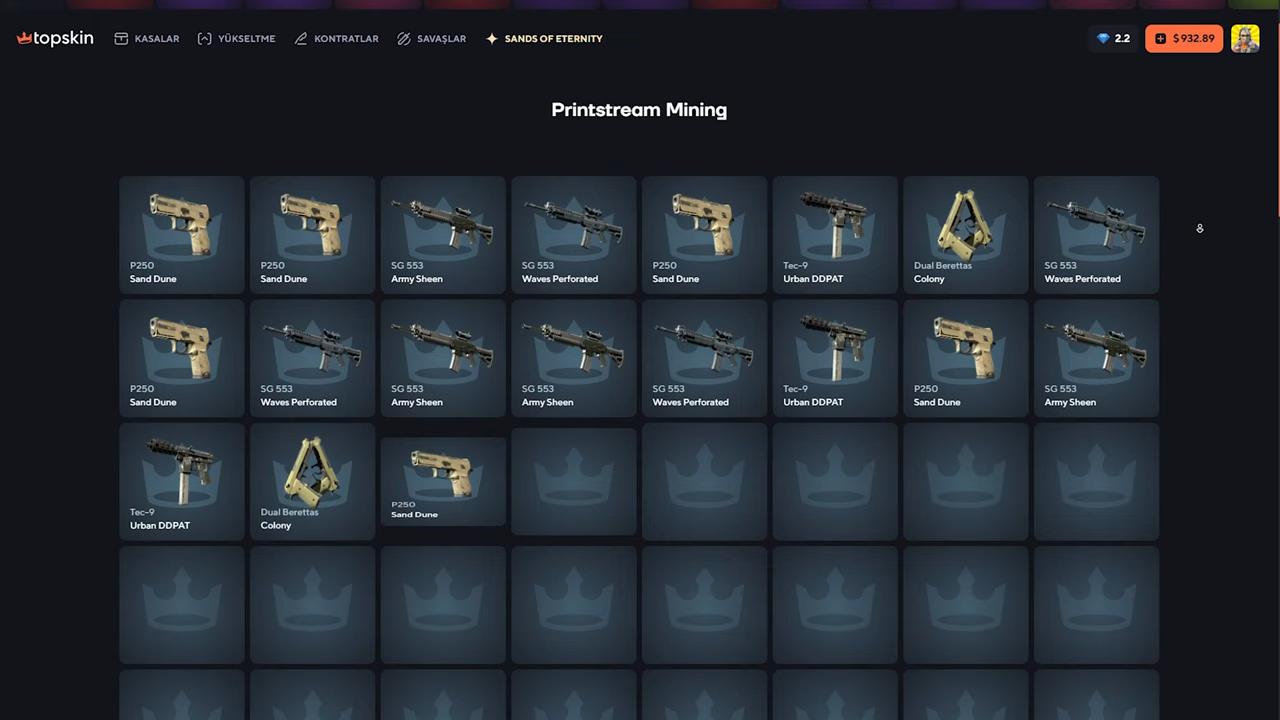 topskin KASALAR YÜKSELTME KONTRATLAR SAVAŞLAR SANDS OF ETERNITY 2.2 $ 932.89
Printstream Mining
P250 P250 SG 553 SG 553 P250 Tec-9 Dual Berettas SG 553
Sand Dune Sand Dune Army Sheen Waves Perforated Sand Dune Urban DDPAT Colony Waves Perforated
P250 SG 553 SG 553 SG 553 SG 553 Tec-9 P250 SG 553
Sand Dune Waves Perforated Army Sheen Army Sheen Waves Perforated Urban DDPAT Sand Dune Army Sheen
Tec-9 Dual Berettas P250
Urban DDPAT Colony Sand Dune